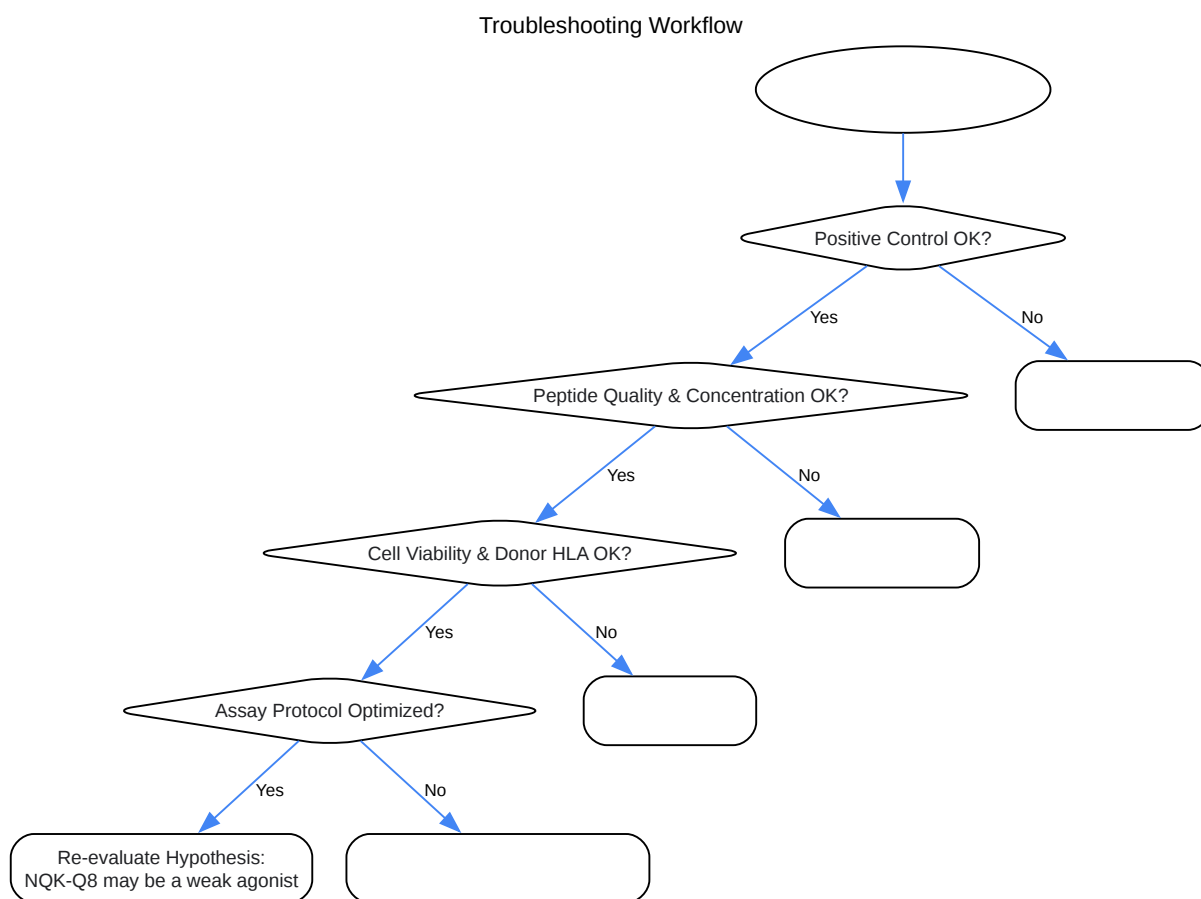 Troubleshooting Workflow
Positive Control OK?
Yes
No
Peptide Quality & Concentration OK?
Yes
No
Cell Viability & Donor HLA OK?
Yes
No
Assay Protocol Optimized?
Yes
No
Re-evaluate Hypothesis:
NQK-Q8 may be a weak agonist